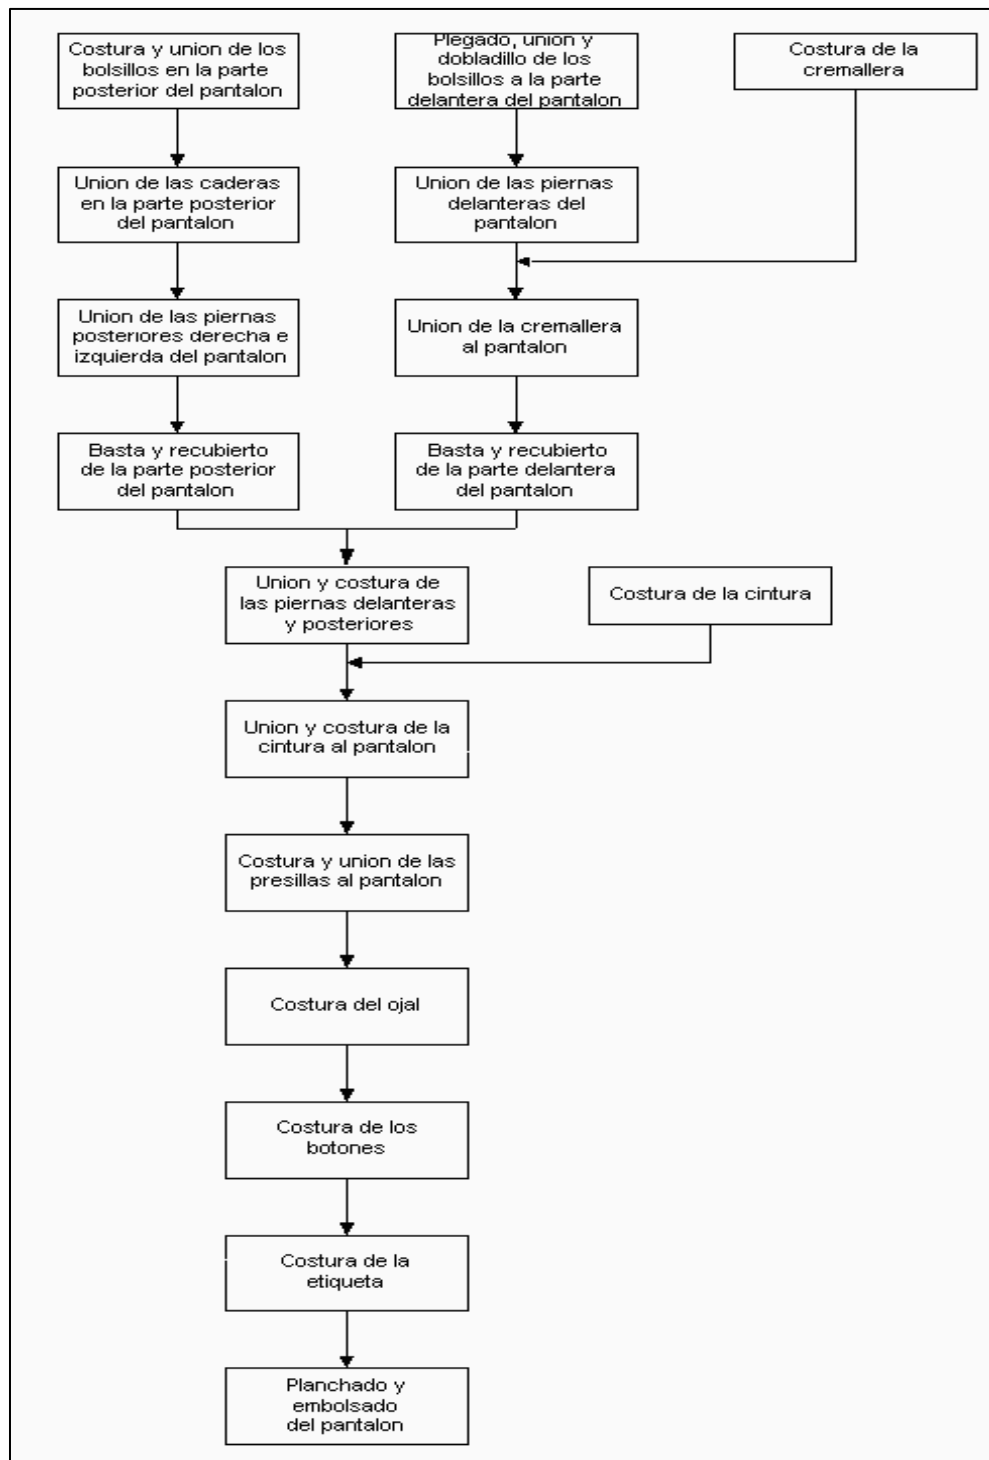 Costura y union de los
bolsillos en la parte
posterior del pantalon
Plegado, union y
dobladillo de los
bolsillos a la parte
delantera del pantalon
Costura de la
cremallera
Union de las caderas
en la parte posterior
del pantalon
Union de las piernas
delanteras del
pantalon
Union de las piernas
posteriores derecha e
izquierda del pantalon
Union de la cremallera
al pantalon
Basta y recubierto
de la parte posterior
del pantalon
Basta y recubierto
de la parte delantera
del pantalon
Union y costura de
las piernas delanteras
y posteriores
Costura de la cintura
Union y costura de la
cintura al pantalon
Costura y union de las
presillas al pantalon
Costura del ojal
Costura de los
botones
Costura de la
etiqueta
Planchado y
embolsado
del pantalon